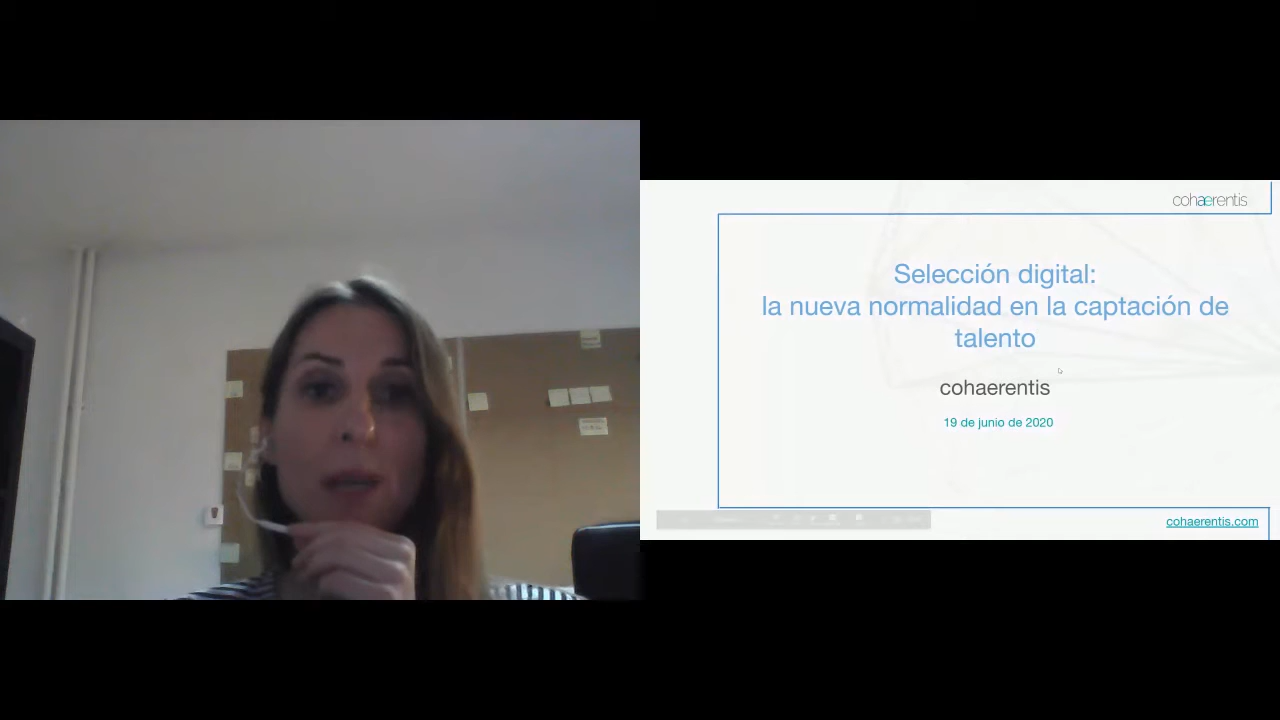 cohaerentis
Selección digital:
la nueva normalidad en la captación de
talento
cohaerentis
19 de junio de 2020
cohaerentis.com